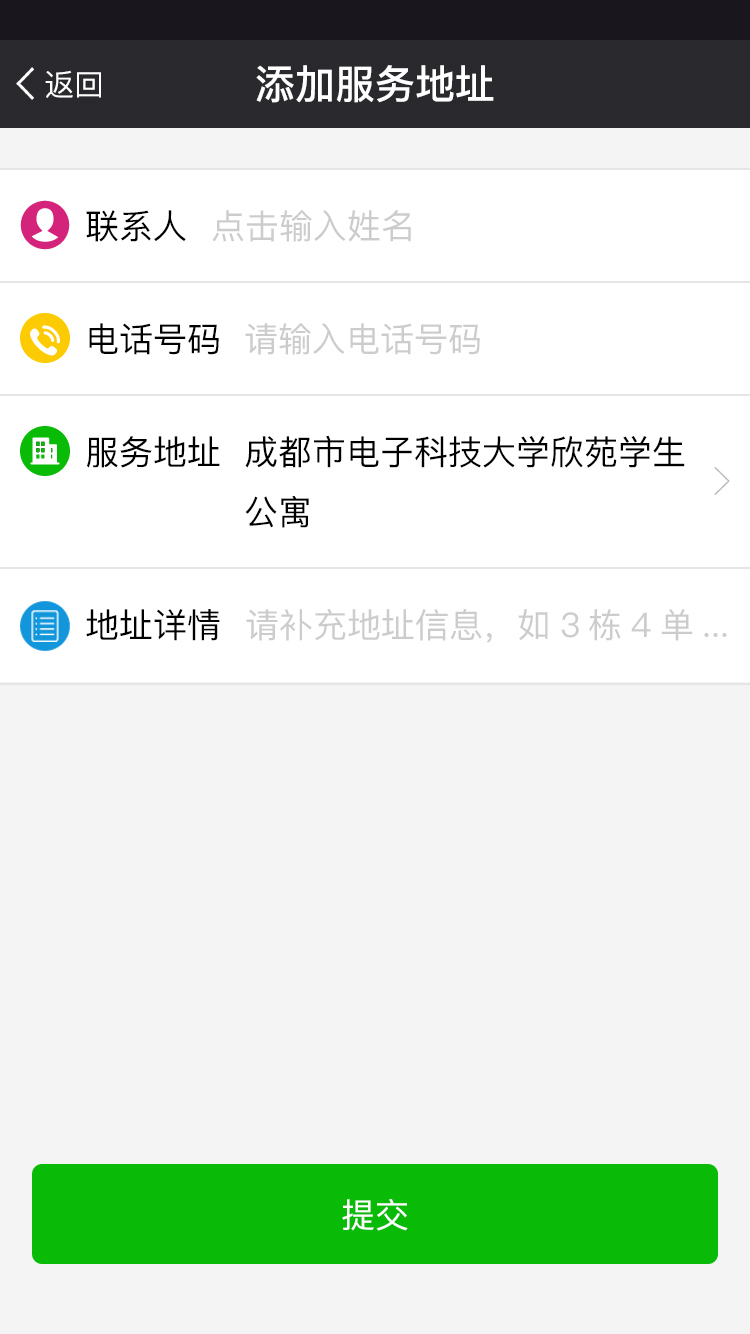 返回 添加服务地址
联系人 点击输入姓名
电话号码 请输入电话号码
服务地址 成都市电子科技大学欣苑学生
公寓
地址详情 请补充地址信息，如 3 栋 4 单 ...
提交